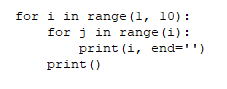 for i in range(1, 10):
    for j in range(i):
        print(i, end='')
    print()